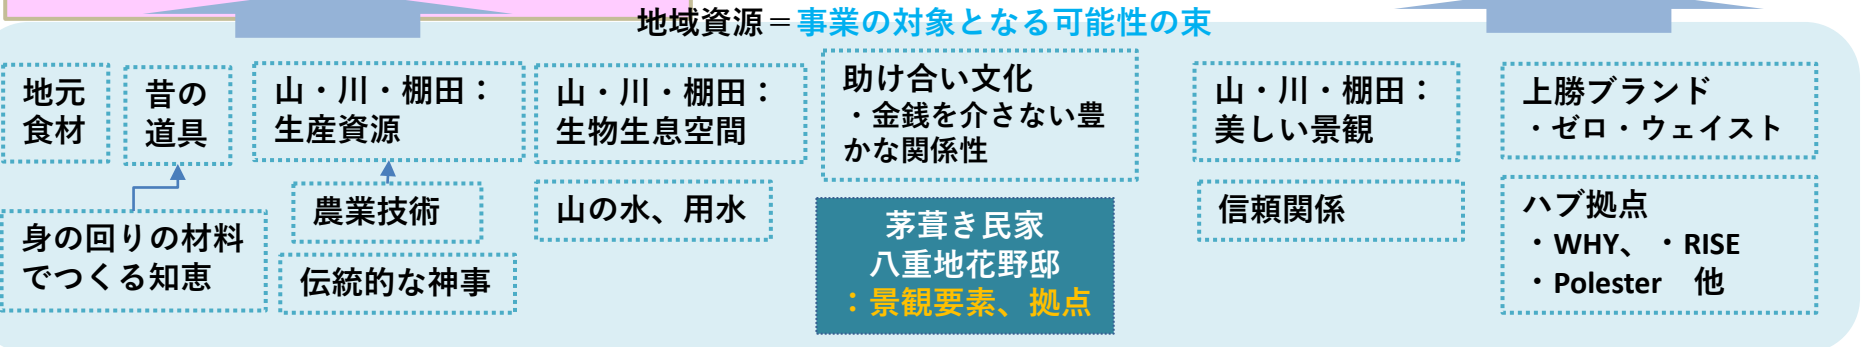 地域資源＝事業の対象となる可能性の束
地元
食材
昔の
道具
山・川・棚田：
生産資源
山・川・棚田：
生物生息空間
助け合い文化
・金銭を介さない豊
かな関係性
山・川・棚田：
美しい景観
上勝ブランド
・ゼロ・ウェイスト
身の回りの材料
でつくる知恵
農業技術
伝統的な神事
山の水、用水
茅葺き民家
八重地花野邸
：景観要素、拠点
信頼関係
ハブ拠点
・WHY、・RISE
・Polester　他